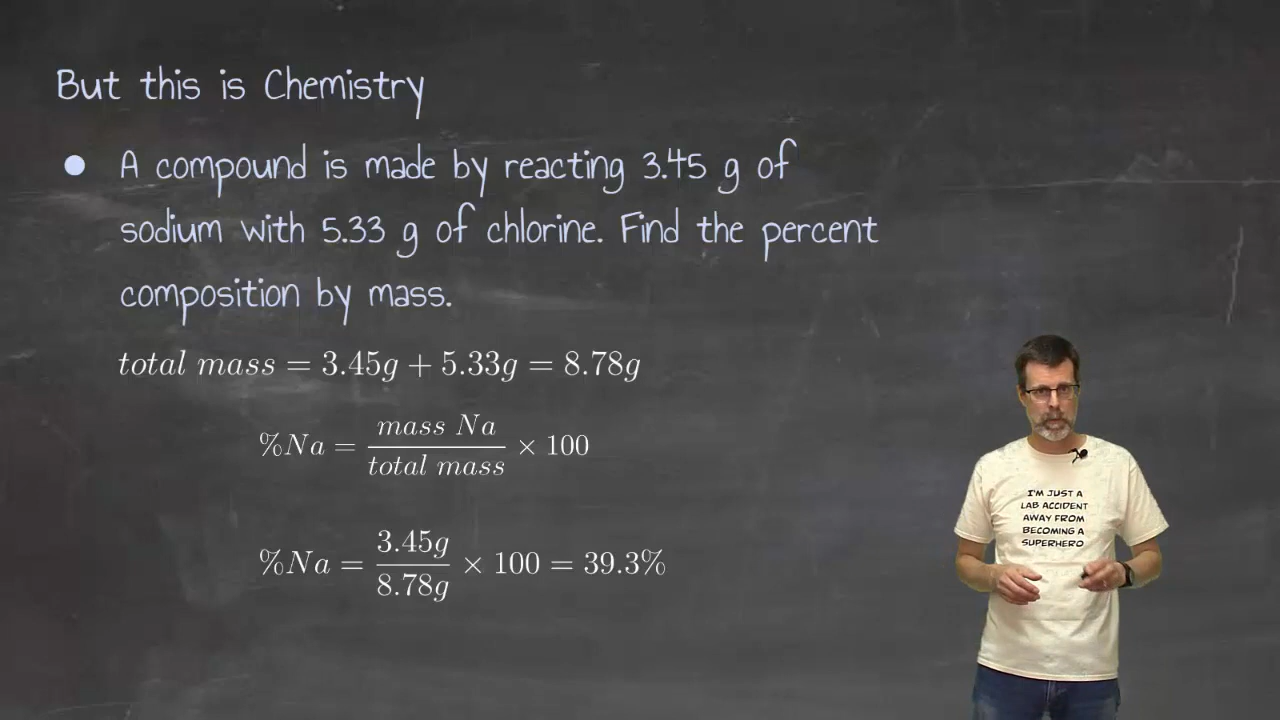 But this is Chemistry
● A compound is made by reacting 3.45 g of
sodium with 5.33 g of chlorine. Find the percent
composition by mass.
total mass = 3.45g + 5.33g = 8.78g
%Na = mass Na / total mass × 100
%Na = 3.45g / 8.78g × 100 = 39.3%
I'M JUST A
LAB ACCIDENT
AWAY FROM
BECOMING A
SUPERHERO